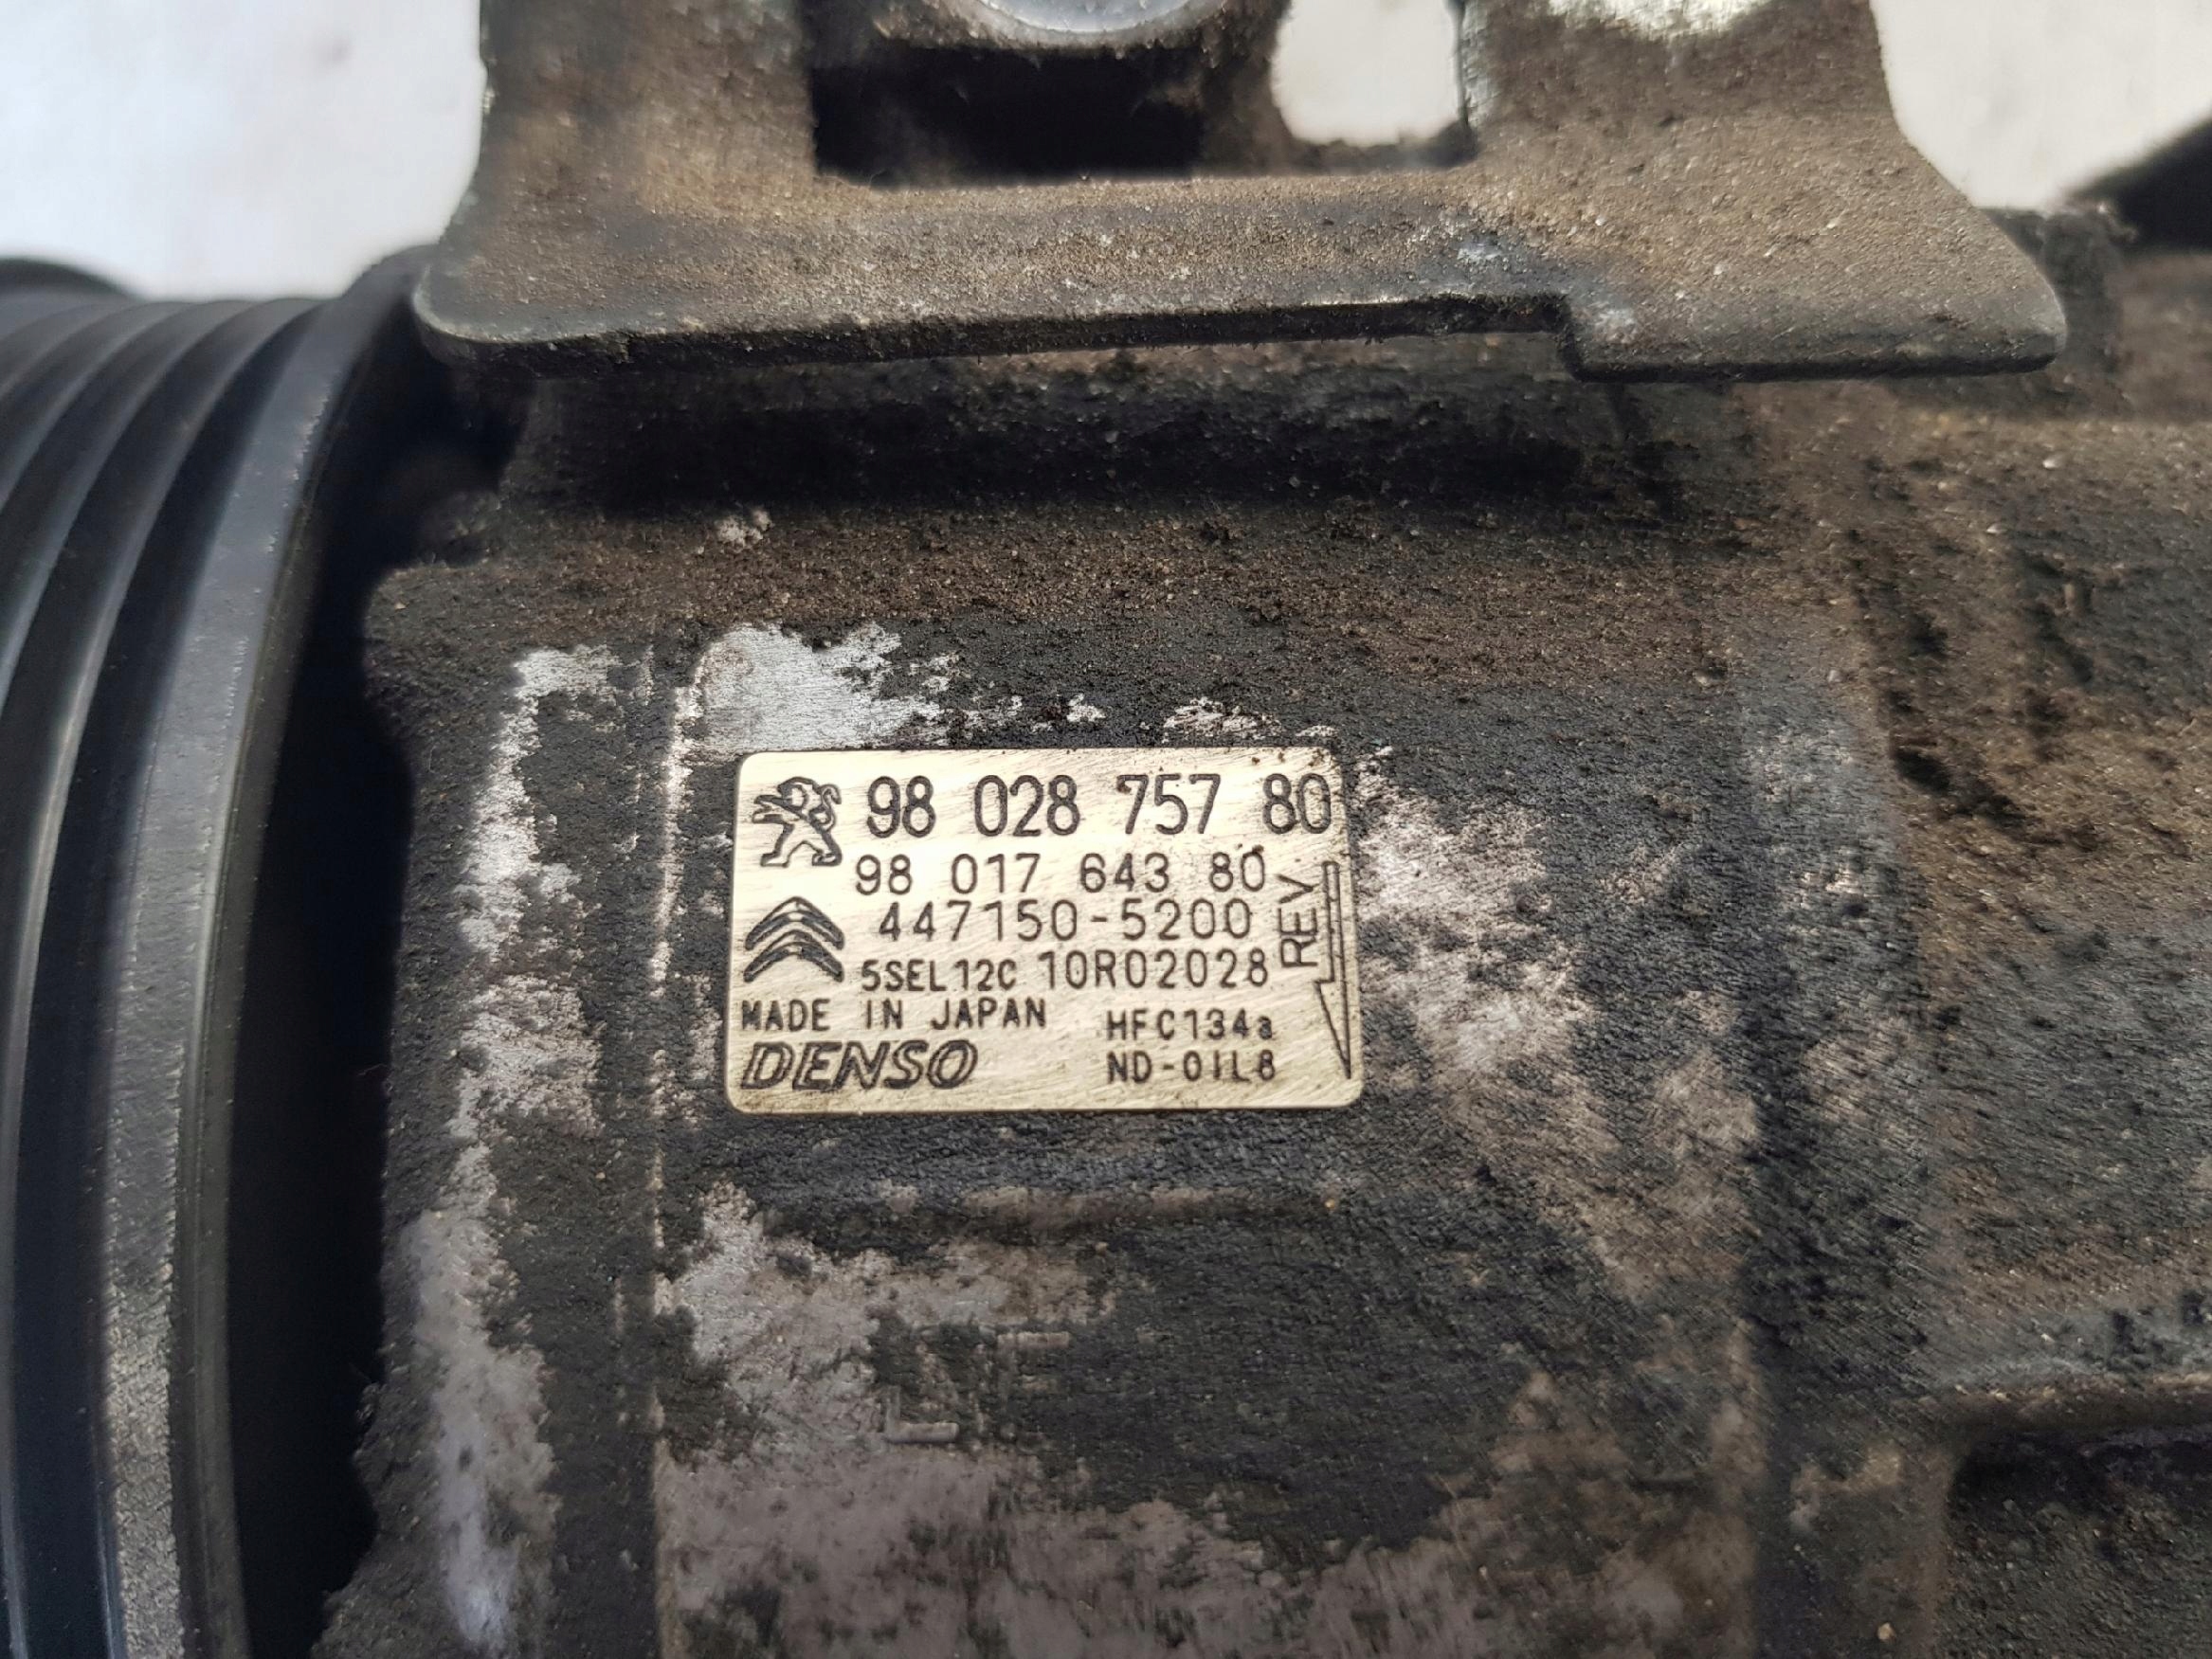 98 028 757 80
98 017 643 80
447150-5200
5SEL12C 10R02028
REV
MADE IN JAPAN HFC134a
DENSO ND-OIL8